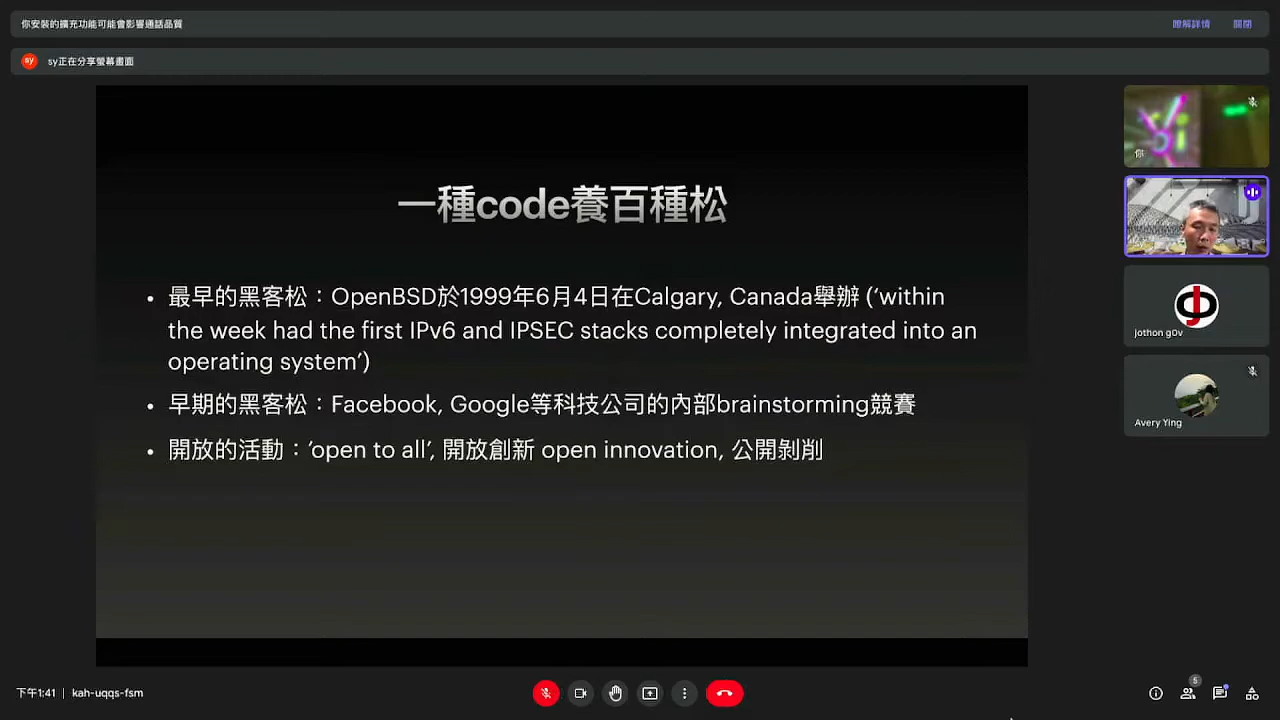 你安裝的擴充功能可能會影響通話品質
瞭解詳情
關閉
sy
sy正在分享螢幕畫面
一種code養百種松
• 最早的黑客松：OpenBSD於1999年6月4日在Calgary, Canada舉辦 (‘within
the week had the first IPv6 and IPSEC stacks completely integrated into an
operating system’)
• 早期的黑客松：Facebook, Google等科技公司的內部brainstorming競賽
• 開放的活動：’open to all’, 開放創新 open innovation, 公開剝削
你
jothon g0v
Avery Ying
下午1:41 | kah-uqqs-fsm
5